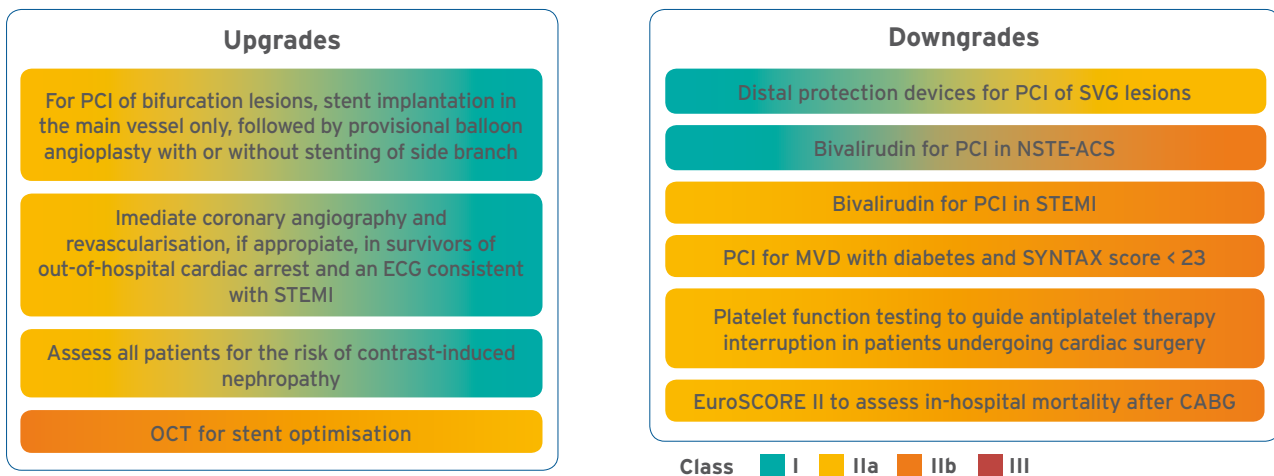 Upgrades
For PCI of bifurcation lesions, stent implantation in
the main vessel only, followed by provisional balloon
angioplasty with or without stenting of side branch
Imediate coronary angiography and
revascularisation, if appropiate, in survivors of
out-of-hospital cardiac arrest and an ECG consistent
with STEMI
Assess all patients for the risk of contrast-induced
nephropathy
OCT for stent optimisation
Downgrades
Distal protection devices for PCI of SVG lesions
Bivalirudin for PCI in NSTE-ACS
Bivalirudin for PCI in STEMI
PCI for MVD with diabetes and SYNTAX score < 23
Platelet function testing to guide antiplatelet therapy
interruption in patients undergoing cardiac surgery
EuroSCORE II to assess in-hospital mortality after CABG
Class I IIa IIb III